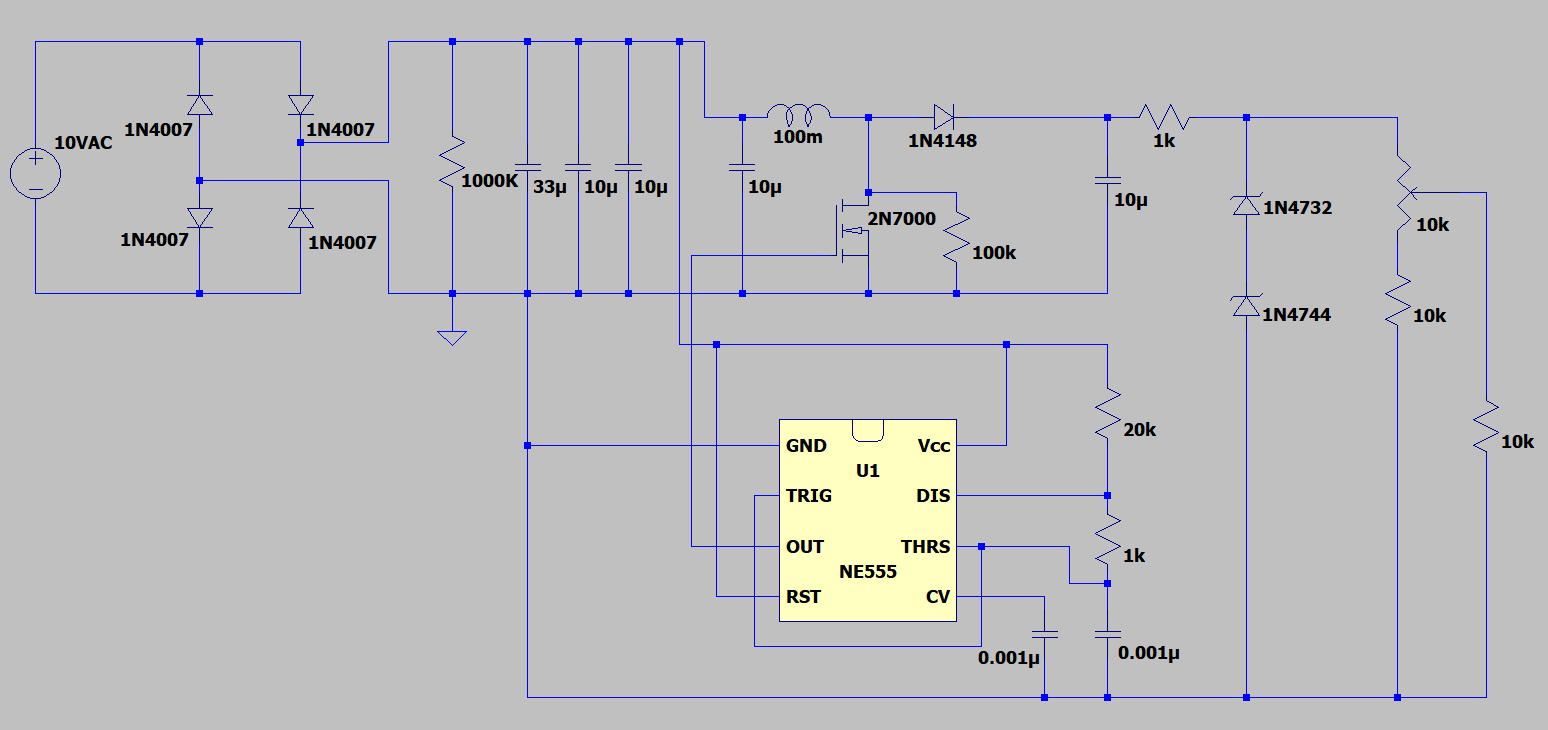 10VAC
1N4007
1N4007
1N4007
1N4007
1000K
33µ
10µ
10µ
10µ
100m
1N4148
2N7000
100k
10µ
1k
1N4732
1N4744
10k
10k
10k
20k
1k
GND
VCC
U1
TRIG
DIS
OUT
THRS
NE555
RST
CV
0.001µ
0.001µ